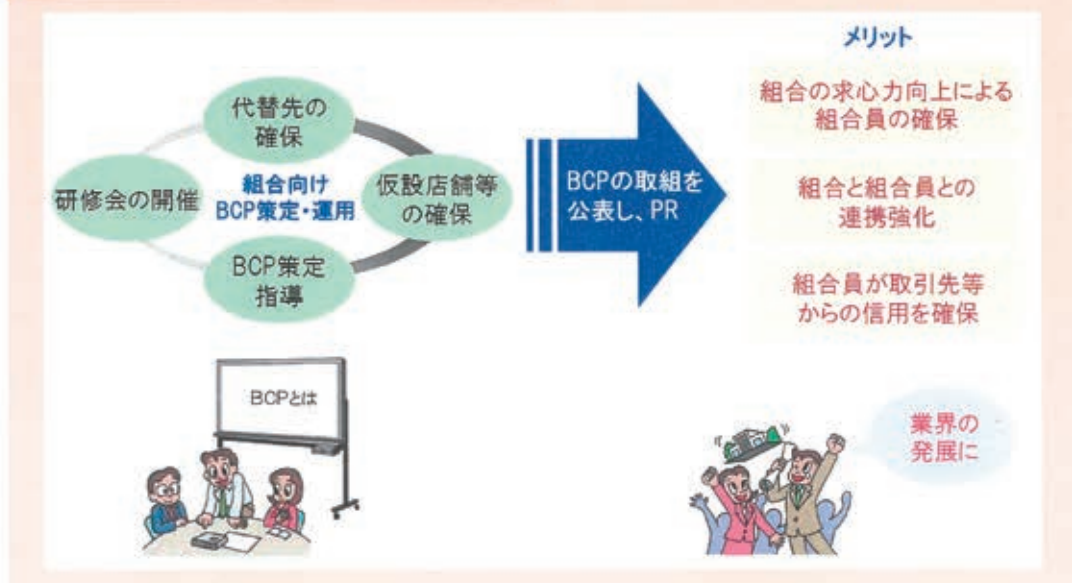 代替先の
確保
研修会の開催
組合向け
BCP策定・運用
仮設店舗等
の確保
BCP策定
指導
BCPの取組を
公表し、PR
メリット
組合の求心力向上による
組合員の確保
組合と組合員との
連携強化
組合員が取引先等
からの信用を確保
BCPとは
業界の
発展に